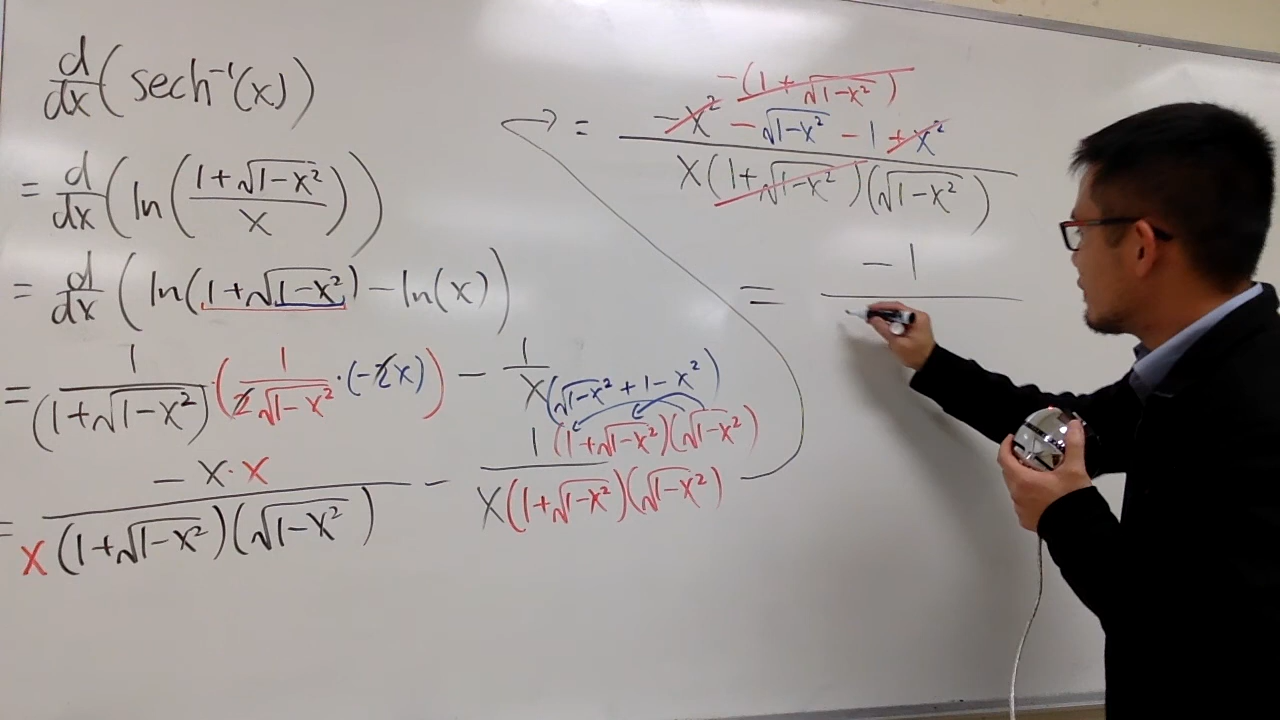 d/dx (sech⁻¹(x))
= d/dx (ln((1+√(1-x²))/x))
= d/dx (ln(1+√(1-x²)) - ln(x))
= 1/(1+√(1-x²)) · (1/(2√(1-x²)) · (-2x)) - 1/x
(√(1-x²) + 1 - x²)
= -x·x / (x(1+√(1-x²))(√(1-x²))) - 1(1+√(1-x²))(√(1-x²)) / (x(1+√(1-x²))(√(1-x²)))
-(1+√(1-x²))
→ = (-x² - √(1-x²) - 1 + x²) / (x(1+√(1-x²))(√(1-x²)))
= -1/